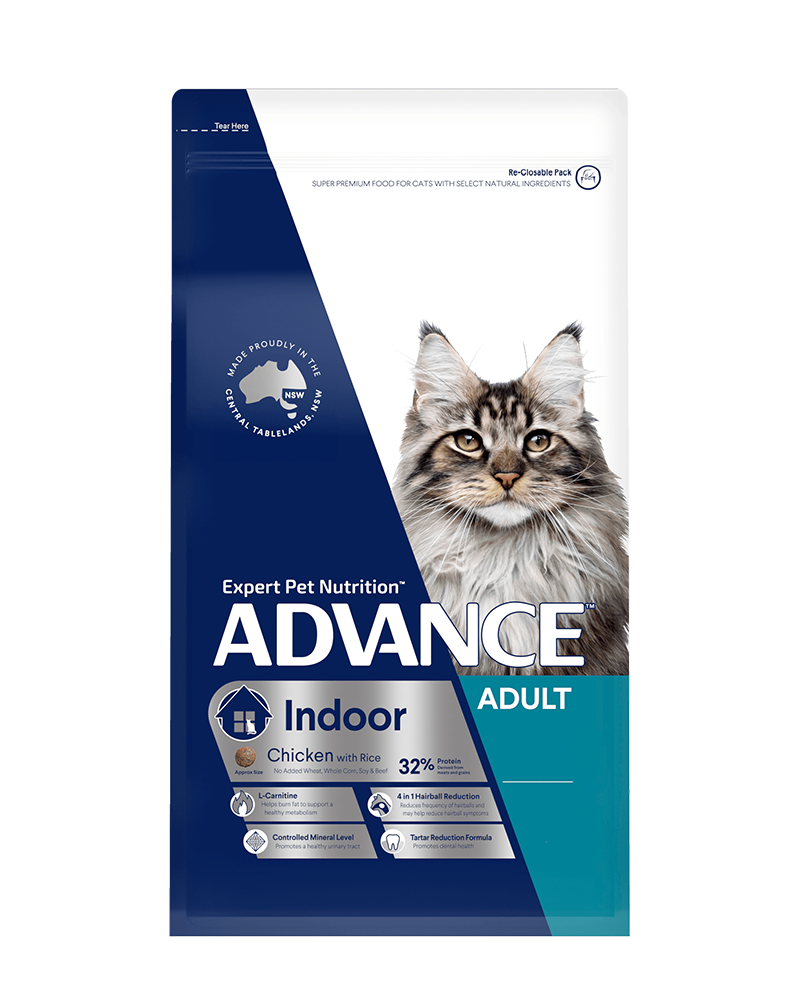 Tear Here
Re-Closable Pack
SUPER PREMIUM FOOD FOR CATS WITH SELECT NATURAL INGREDIENTS
MADE PROUDLY IN THE
CENTRAL TABLELANDS, NSW
NSW
Expert Pet Nutrition™
ADVANCE™
ADULT
Indoor
Chicken with Rice
No Added Wheat, Whole Corn, Soy & Beef
Approx Size
32% Protein
Derived from
meats and grains
L-Carnitine
Helps burn fat to support a
healthy metabolism
4 in 1 Hairball Reduction
Reduces frequency of hairballs and
may help reduce hairball symptoms
Controlled Mineral Level
Promotes a healthy urinary tract
Tartar Reduction Formula
Promotes dental health